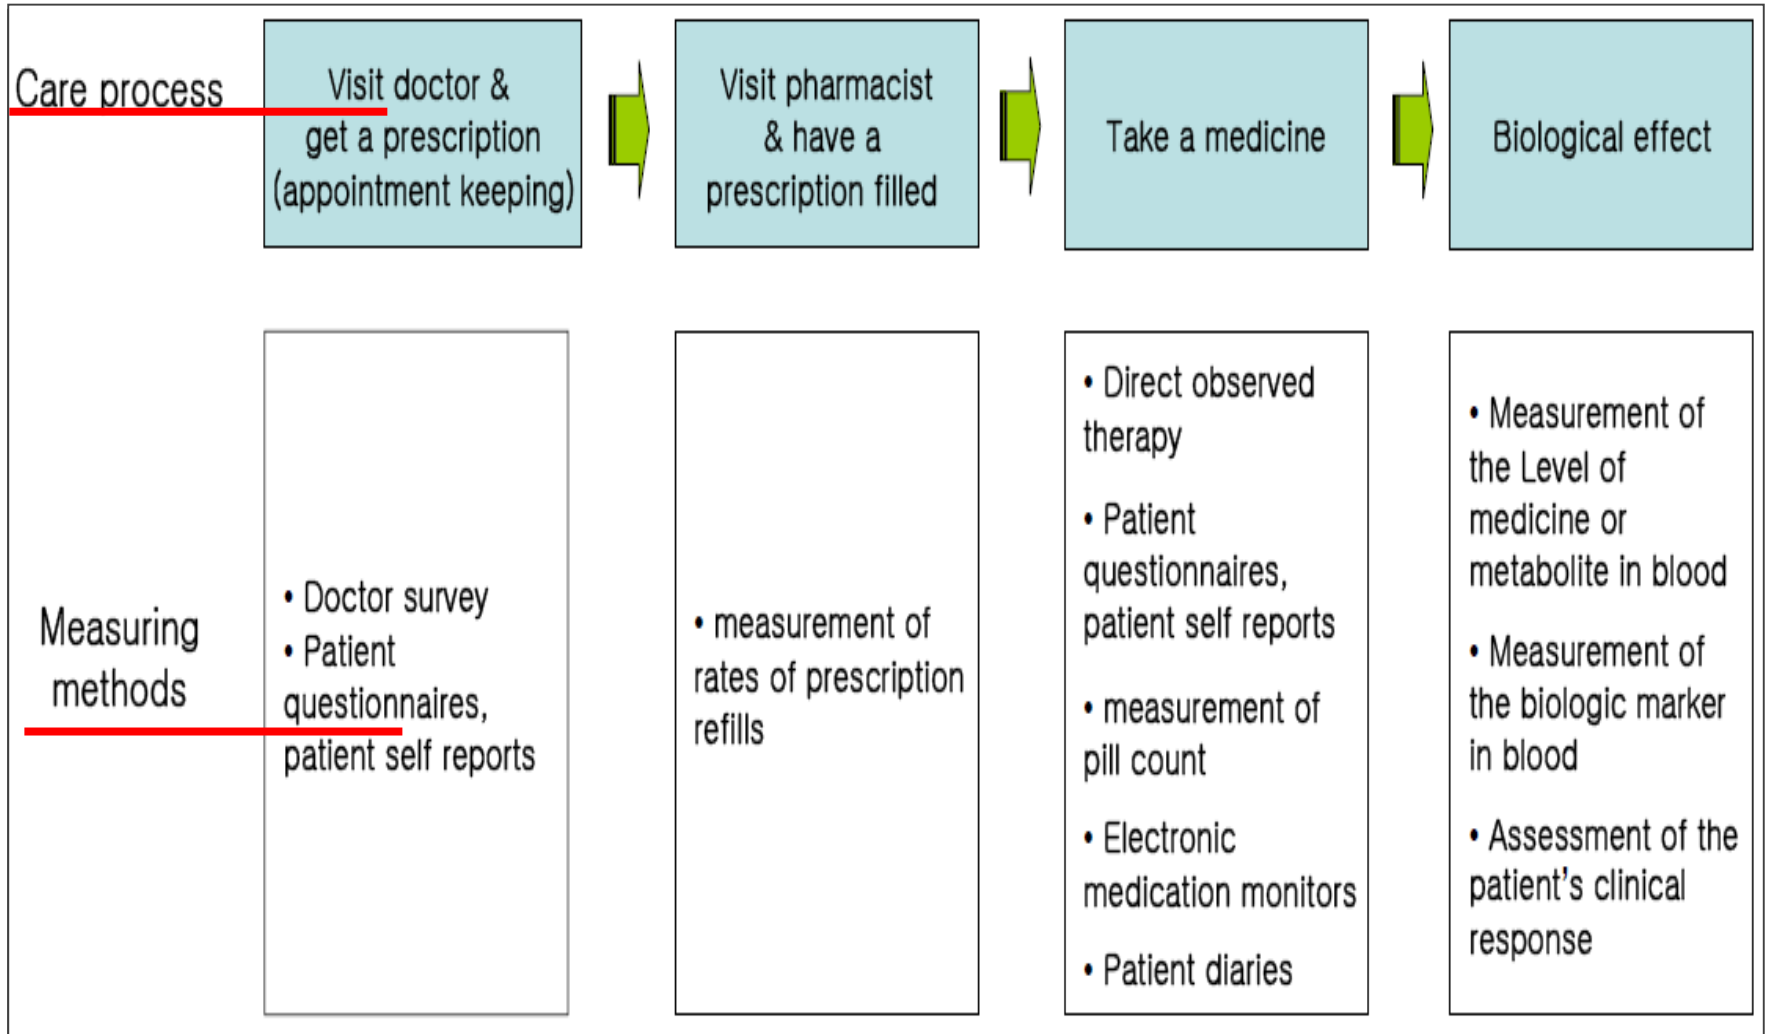 Care process
Visit doctor &
get a prescription
(appointment keeping)
Visit pharmacist
& have a
prescription filled
Take a medicine
Biological effect
Measuring
methods
• Doctor survey
• Patient
questionnaires,
patient self reports
• measurement of
rates of prescription
refills
• Direct observed
therapy
• Patient
questionnaires,
patient self reports
• measurement of
pill count
• Electronic
medication monitors
• Patient diaries
• Measurement of
the Level of
medicine or
metabolite in blood
• Measurement of
the biologic marker
in blood
• Assessment of the
patient's clinical
response